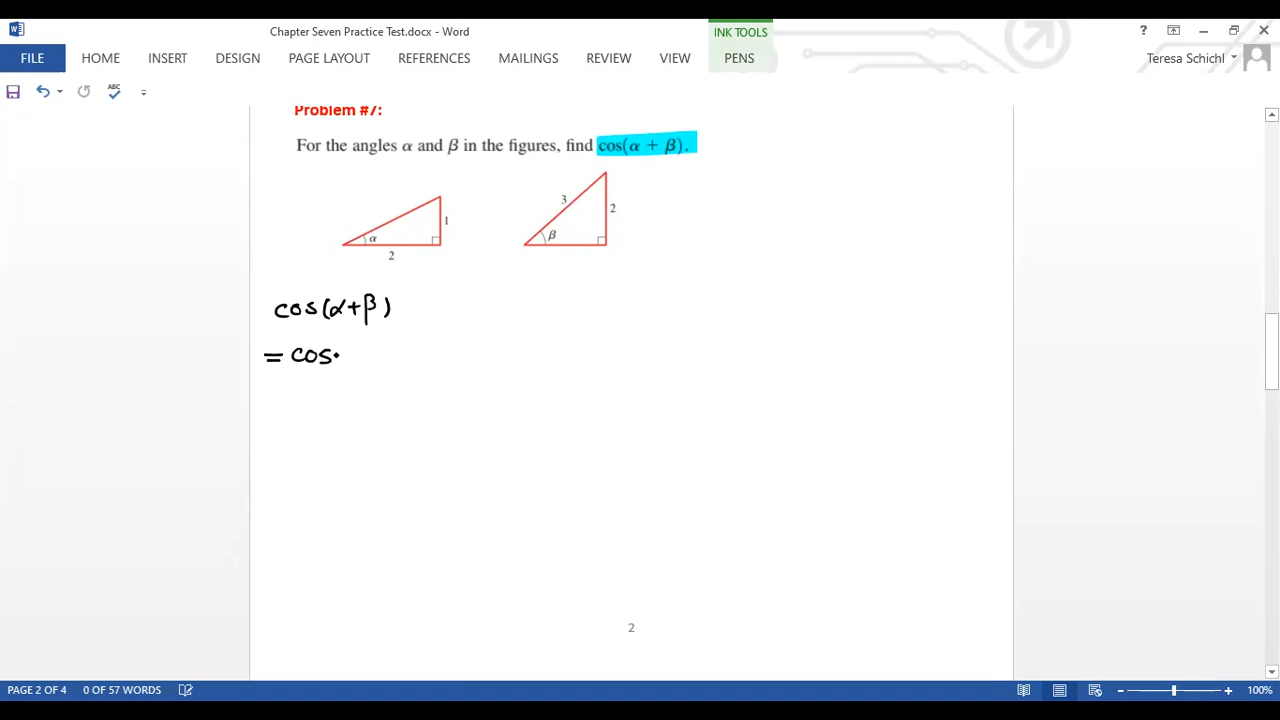 Chapter Seven Practice Test.docx - Word
INK TOOLS
?
FILE HOME INSERT DESIGN PAGE LAYOUT REFERENCES MAILINGS REVIEW VIEW PENS
Teresa Schichl
ABC
Problem #7:
For the angles α and β in the figures, find cos(α + β).
1
α
2
3
2
β
cos(α+β)
= cos
2
PAGE 2 OF 4 0 OF 57 WORDS
100%